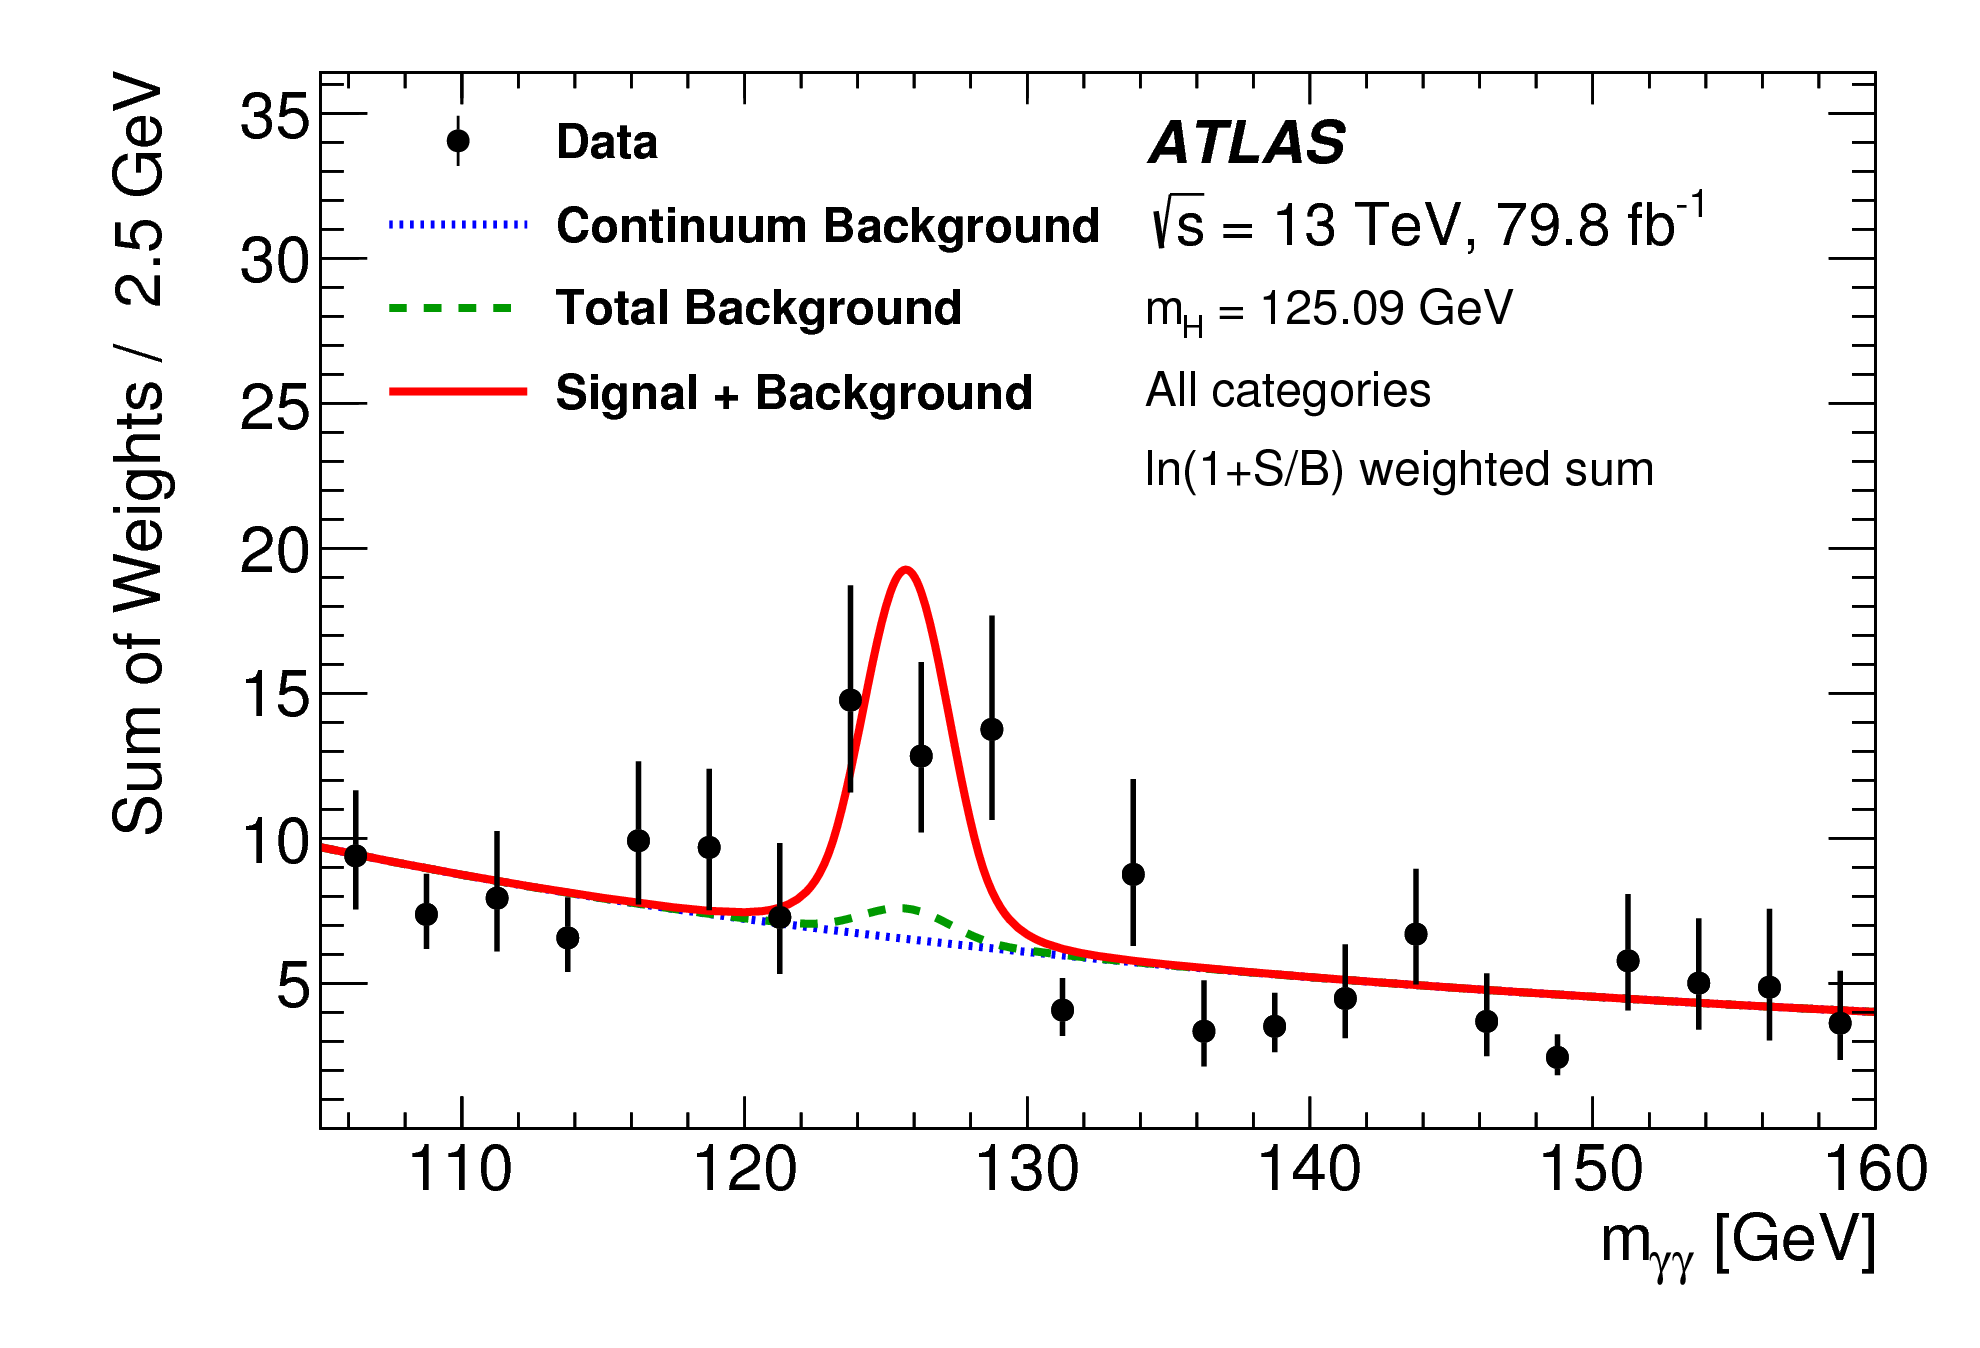 Sum of Weights / 2.5 GeV
35
30
25
20
15
10
5
Data
Continuum Background
Total Background
Signal + Background
ATLAS
√s = 13 TeV, 79.8 fb⁻¹
m_H = 125.09 GeV
All categories
ln(1+S/B) weighted sum
110 120 130 140 150 160
m_γγ [GeV]